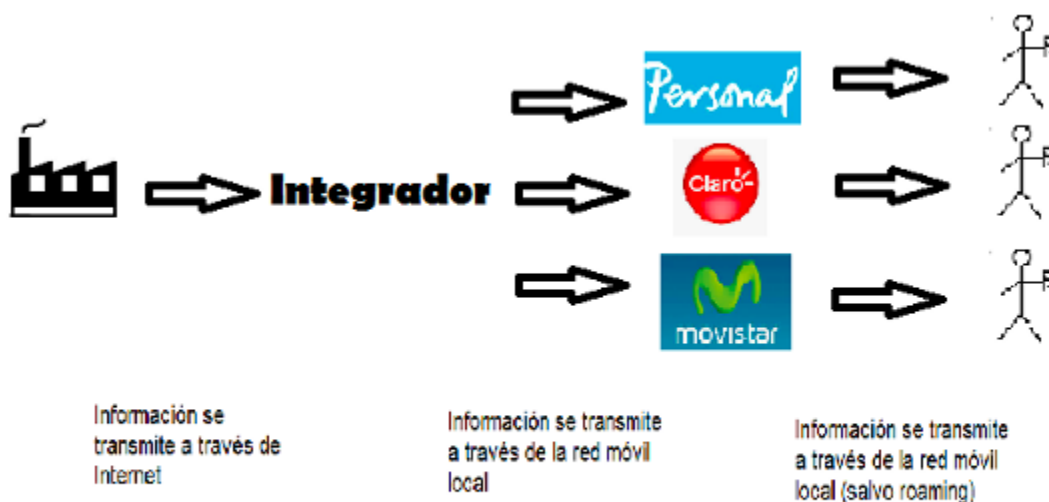 Personal
Integrador
Claro
movistar
Información se
transmite a través de
Internet
Información se transmite
a través de la red móvil
local
Información se transmite
a través de la red móvil
local (salvo roaming)